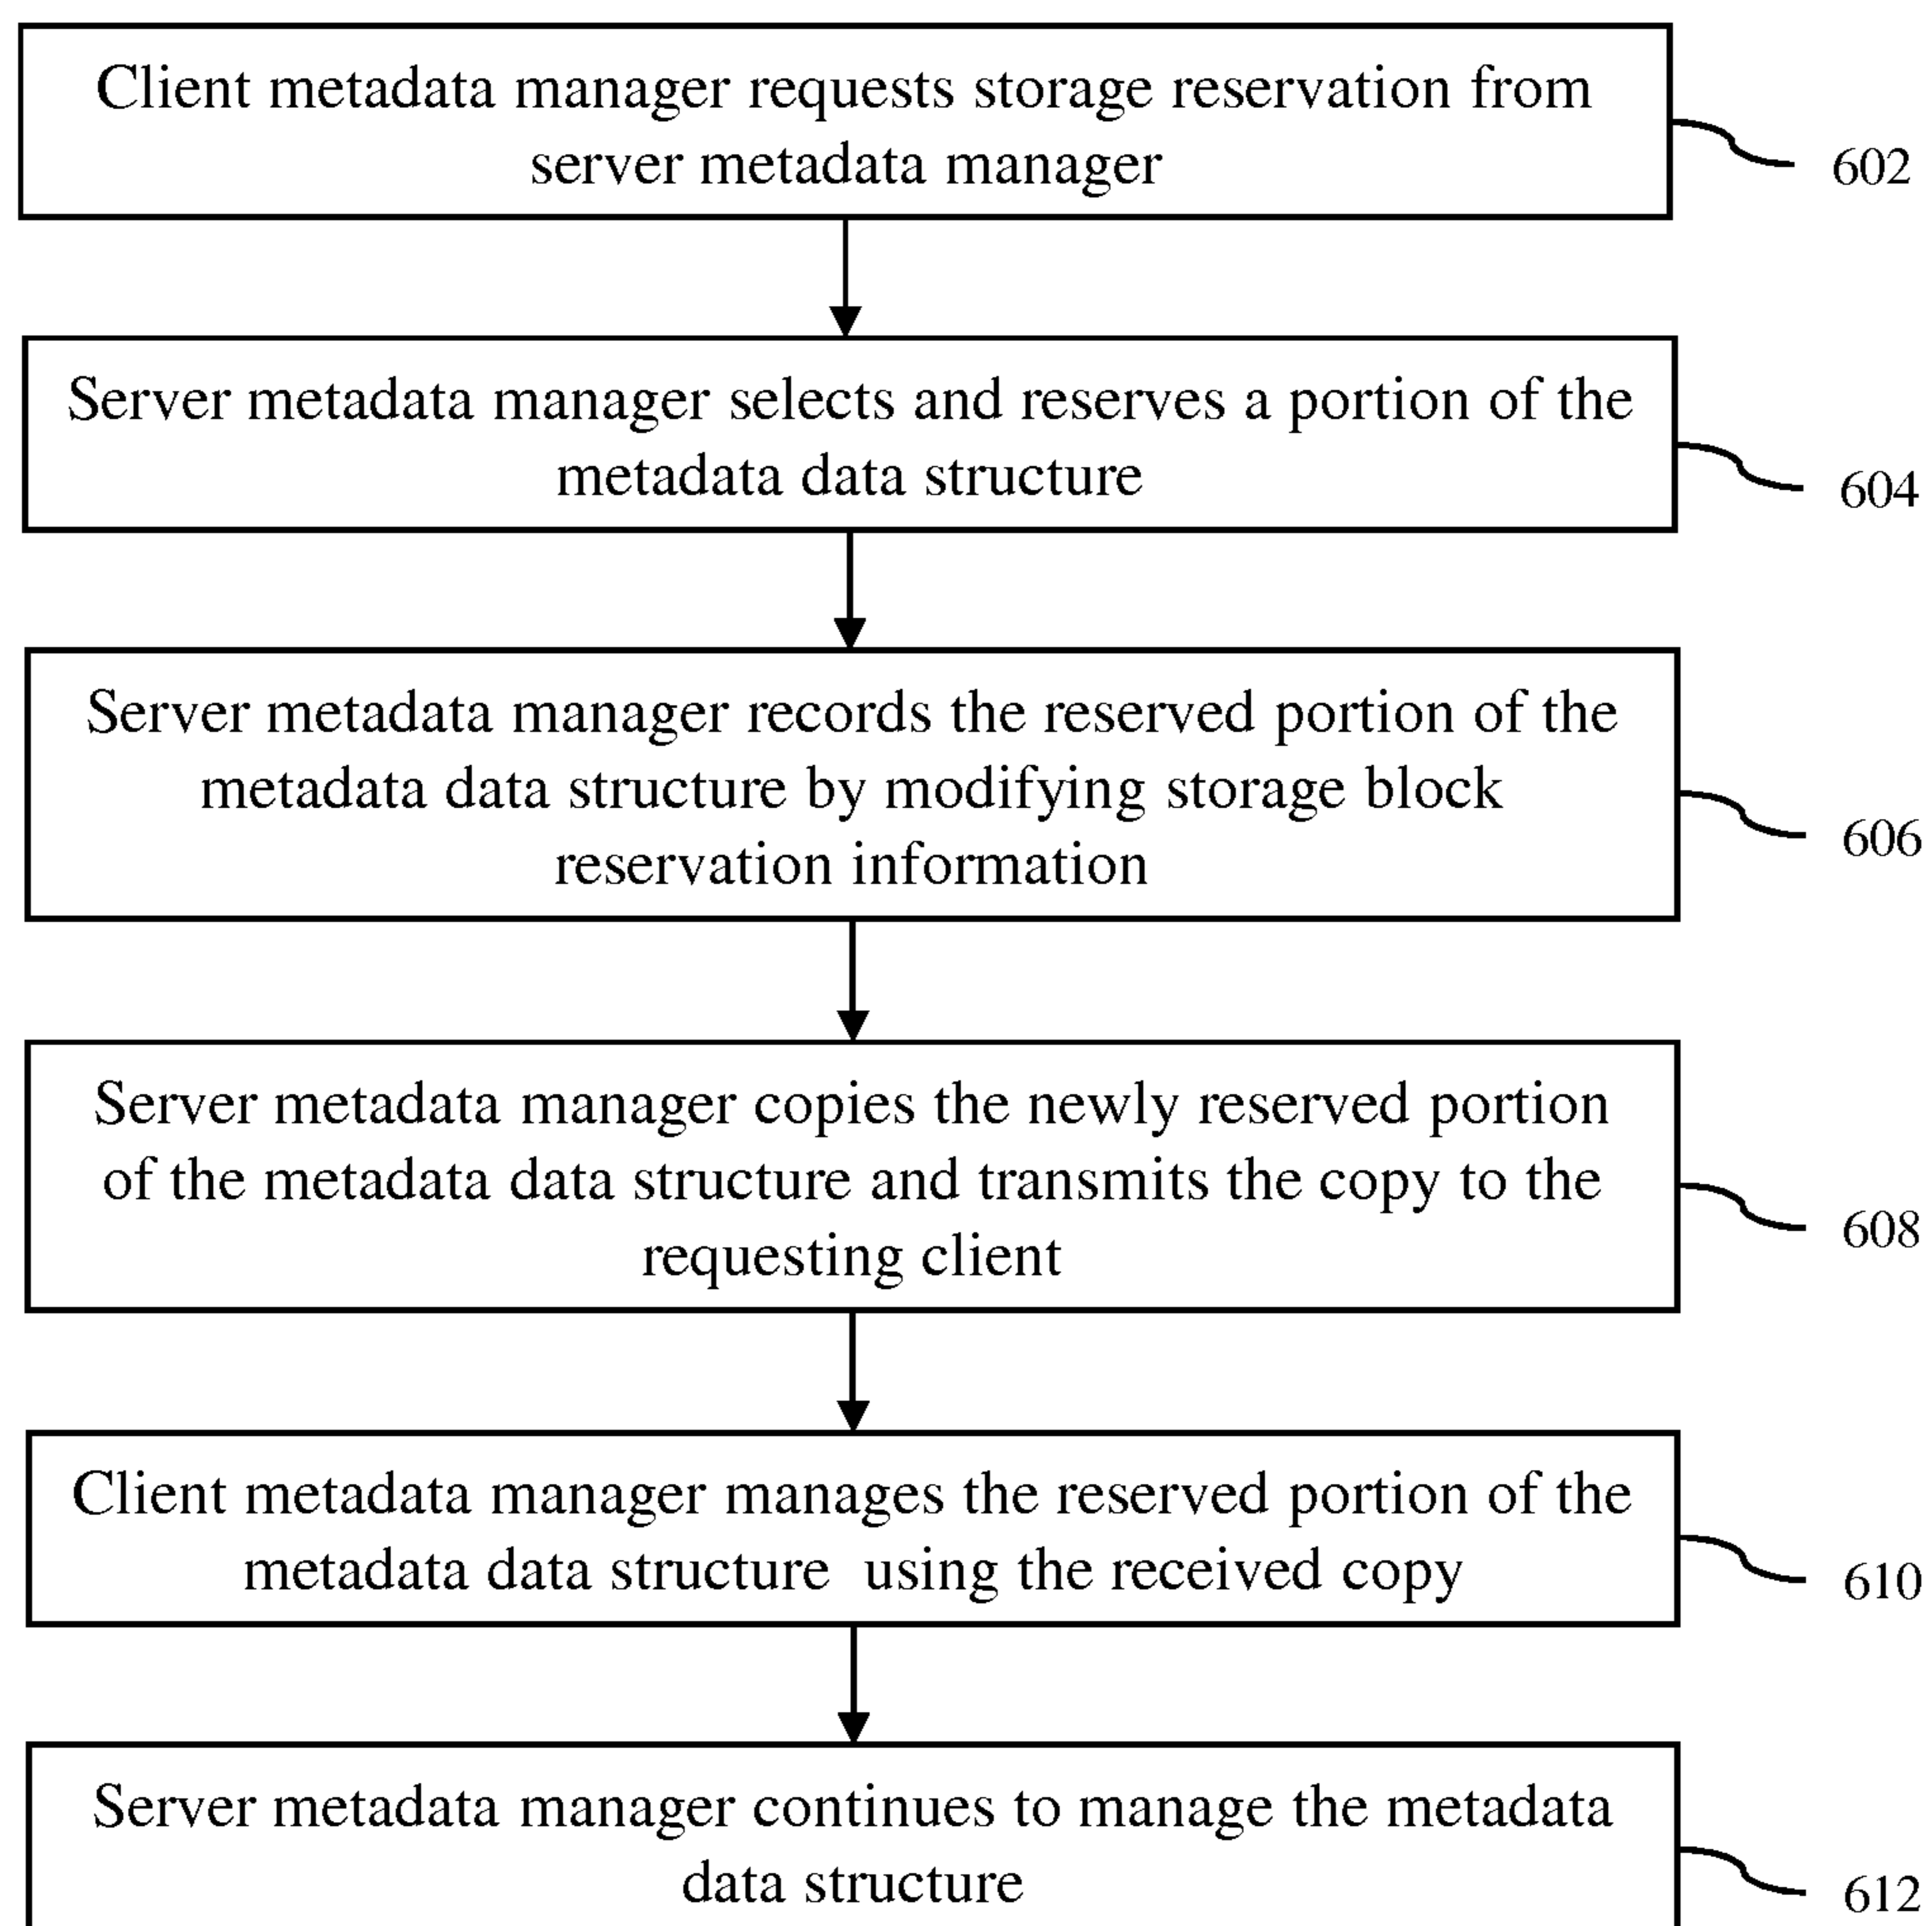 Client metadata manager requests storage reservation from
server metadata manager
602
Server metadata manager selects and reserves a portion of the
metadata data structure
604
Server metadata manager records the reserved portion of the
metadata data structure by modifying storage block
reservation information
606
Server metadata manager copies the newly reserved portion
of the metadata data structure and transmits the copy to the
requesting client
608
Client metadata manager manages the reserved portion of the
metadata data structure using the received copy
610
Server metadata manager continues to manage the metadata
data structure
612